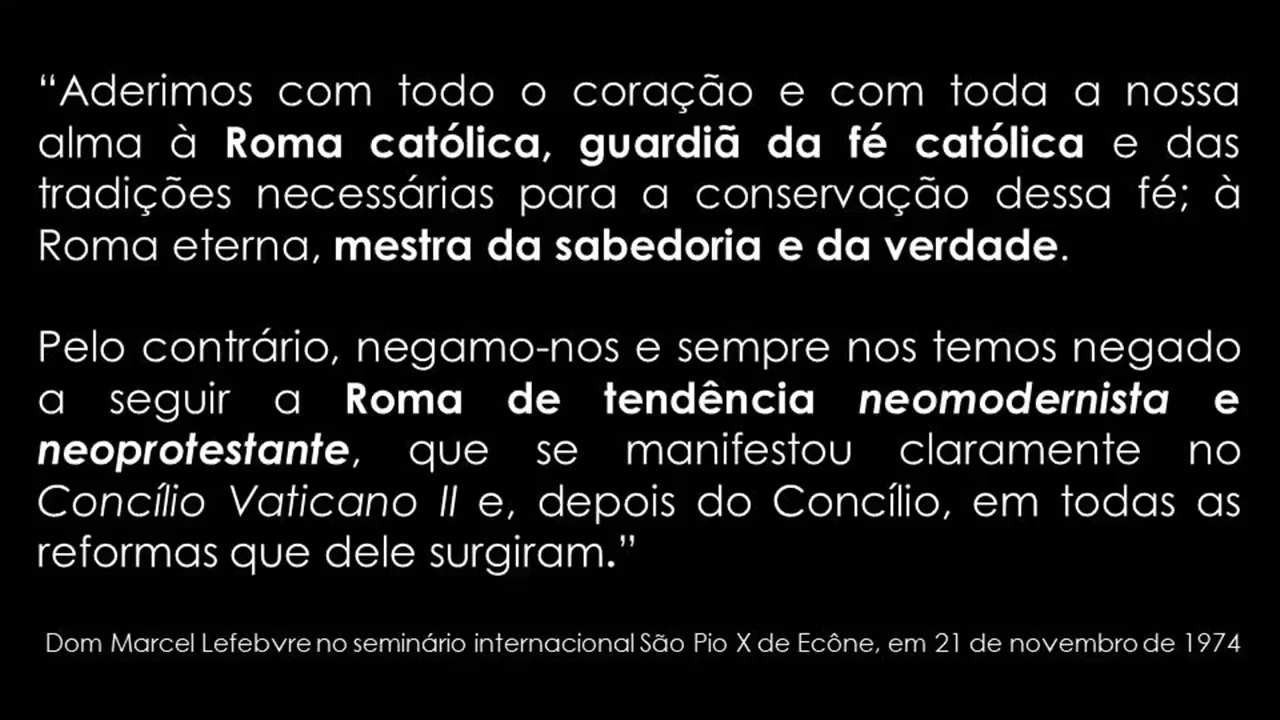 “Aderimos com todo o coração e com toda a nossa
alma à Roma católica, guardiã da fé católica e das
tradições necessárias para a conservação dessa fé; à
Roma eterna, mestra da sabedoria e da verdade.
Pelo contrário, negamo-nos e sempre nos temos negado
a seguir a Roma de tendência neomodernista e
neoprotestante, que se manifestou claramente no
Concílio Vaticano II e, depois do Concílio, em todas as
reformas que dele surgiram.”
Dom Marcel Lefebvre no seminário internacional São Pio X de Ecône, em 21 de novembro de 1974